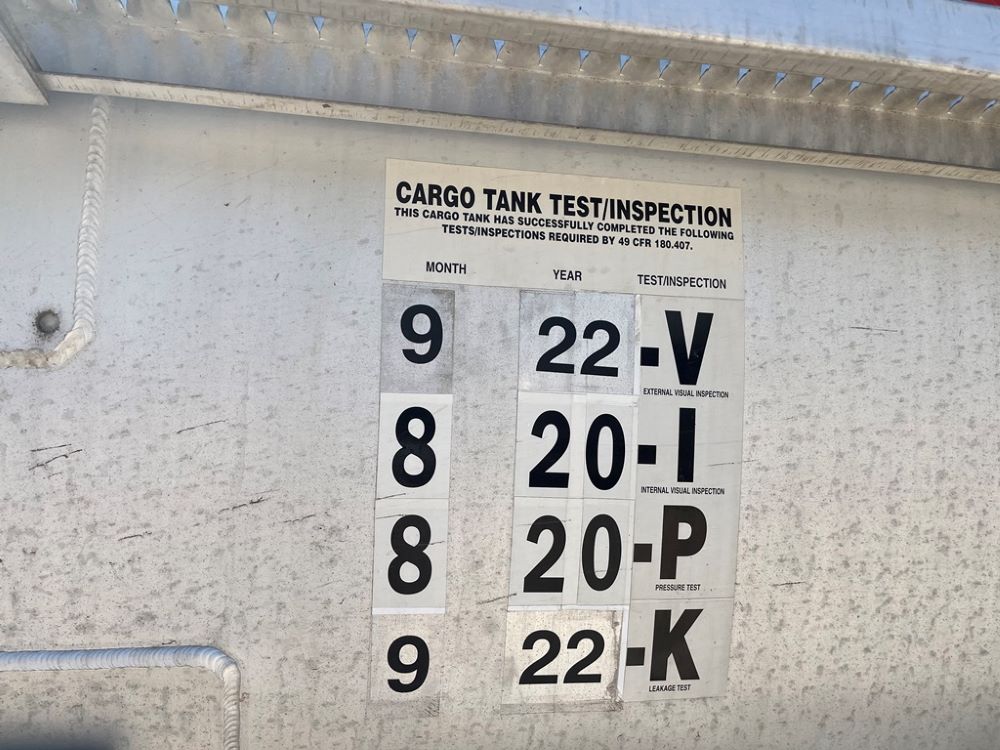 CARGO TANK TEST/INSPECTION
THIS CARGO TANK HAS SUCCESSFULLY COMPLETED THE FOLLOWING
TESTS/INSPECTIONS REQUIRED BY 49 CFR 180.407.
MONTH YEAR TEST/INSPECTION
9 22-V
EXTERNAL VISUAL INSPECTION
8 20-I
INTERNAL VISUAL INSPECTION
8 20-P
PRESSURE TEST
9 22-K
LEAKAGE TEST